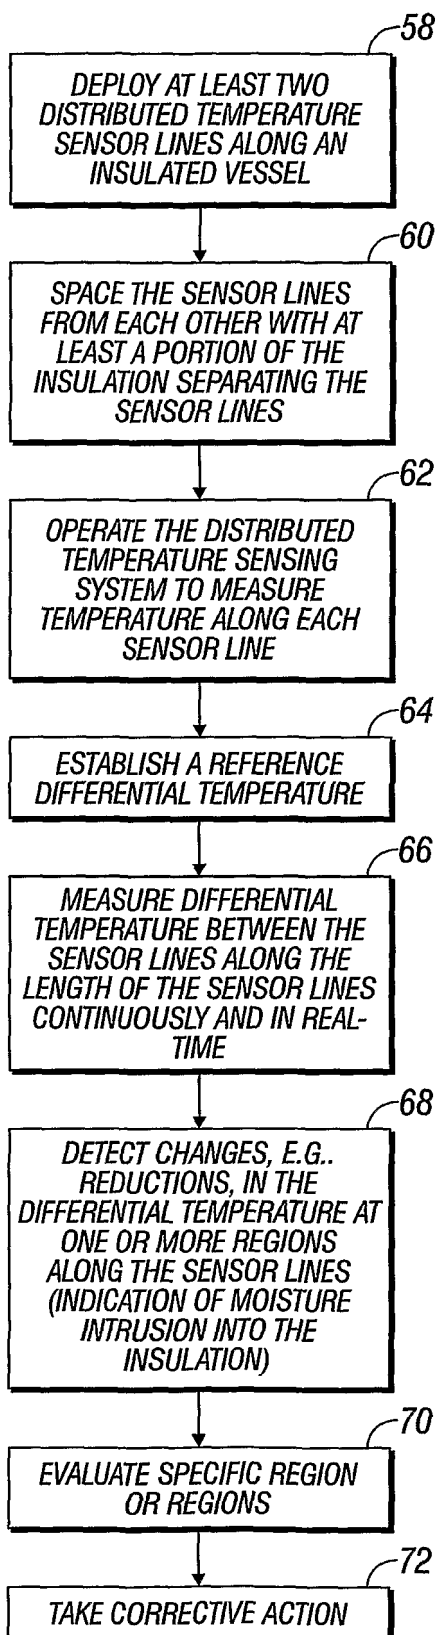 58
DEPLOY AT LEAST TWO
DISTRIBUTED TEMPERATURE
SENSOR LINES ALONG AN
INSULATED VESSEL
60
SPACE THE SENSOR LINES
FROM EACH OTHER WITH AT
LEAST A PORTION OF THE
INSULATION SEPARATING THE
SENSOR LINES
62
OPERATE THE DISTRIBUTED
TEMPERATURE SENSING
SYSTEM TO MEASURE
TEMPERATURE ALONG EACH
SENSOR LINE
64
ESTABLISH A REFERENCE
DIFFERENTIAL TEMPERATURE
66
MEASURE DIFFERENTIAL
TEMPERATURE BETWEEN THE
SENSOR LINES ALONG THE
LENGTH OF THE SENSOR LINES
CONTINUOUSLY AND IN REAL-
TIME
68
DETECT CHANGES, E.G..
REDUCTIONS, IN THE
DIFFERENTIAL TEMPERATURE AT
ONE OR MORE REGIONS
ALONG THE SENSOR LINES
(INDICATION OF MOISTURE
INTRUSION INTO THE
INSULATION)
70
EVALUATE SPECIFIC REGION
OR REGIONS
72
TAKE CORRECTIVE ACTION